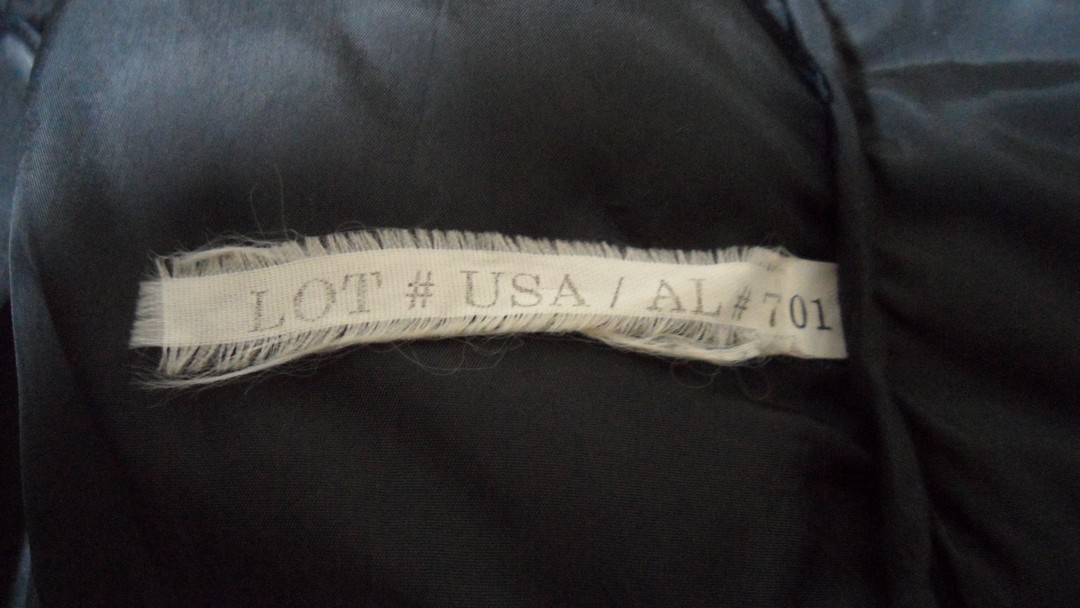 LOT # USA / AL # 701